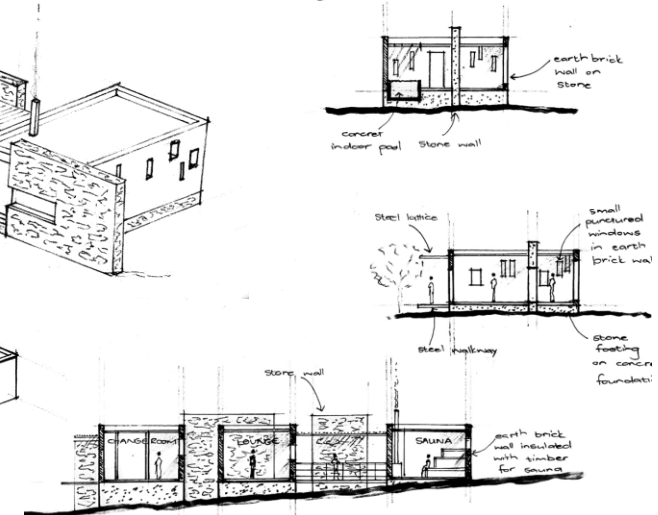 earth brick
wall on
stone
concret
indoor pool
stone wall
steel lattice
small
punctured
windows
in earth
brick wal
steel walkway
stone
footing
on concre
foundati
stone wall
CHANGE ROOM
LOUNGE
SAUNA
earth brick
wall insulated
with timber
for sauna